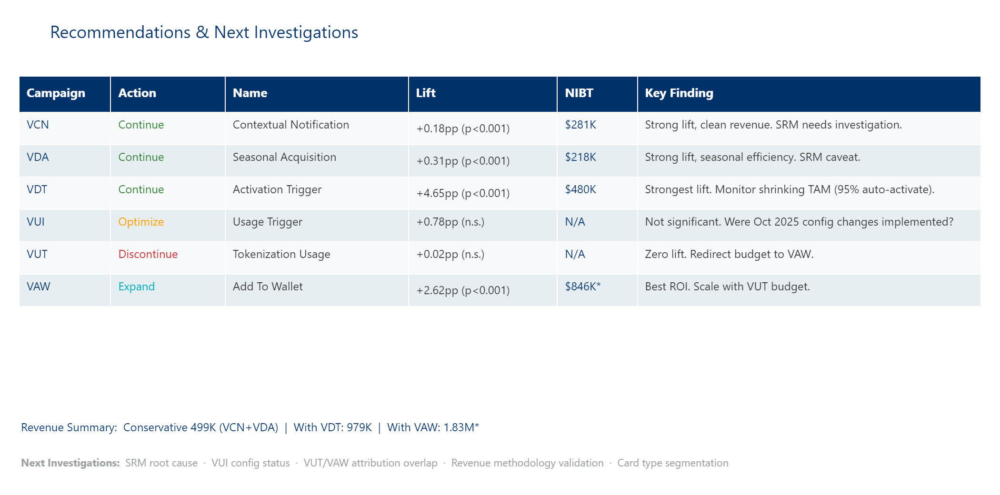 Recommendations & Next Investigations
Campaign Action Name Lift NIBT Key Finding
VCN Continue Contextual Notification +0.18pp (p<0.001) $281K Strong lift, clean revenue. SRM needs investigation.
VDA Continue Seasonal Acquisition +0.31pp (p<0.001) $218K Strong lift, seasonal efficiency. SRM caveat.
VDT Continue Activation Trigger +4.65pp (p<0.001) $480K Strongest lift. Monitor shrinking TAM (95% auto-activate).
VUI Optimize Usage Trigger +0.78pp (n.s.) N/A Not significant. Were Oct 2025 config changes implemented?
VUT Discontinue Tokenization Usage +0.02pp (n.s.) N/A Zero lift. Redirect budget to VAW.
VAW Expand Add To Wallet +2.62pp (p<0.001) $846K* Best ROI. Scale with VUT budget.
Revenue Summary: Conservative 499K (VCN+VDA) | With VDT: 979K | With VAW: 1.83M*
Next Investigations: SRM root cause · VUI config status · VUT/VAW attribution overlap · Revenue methodology validation · Card type segmentation